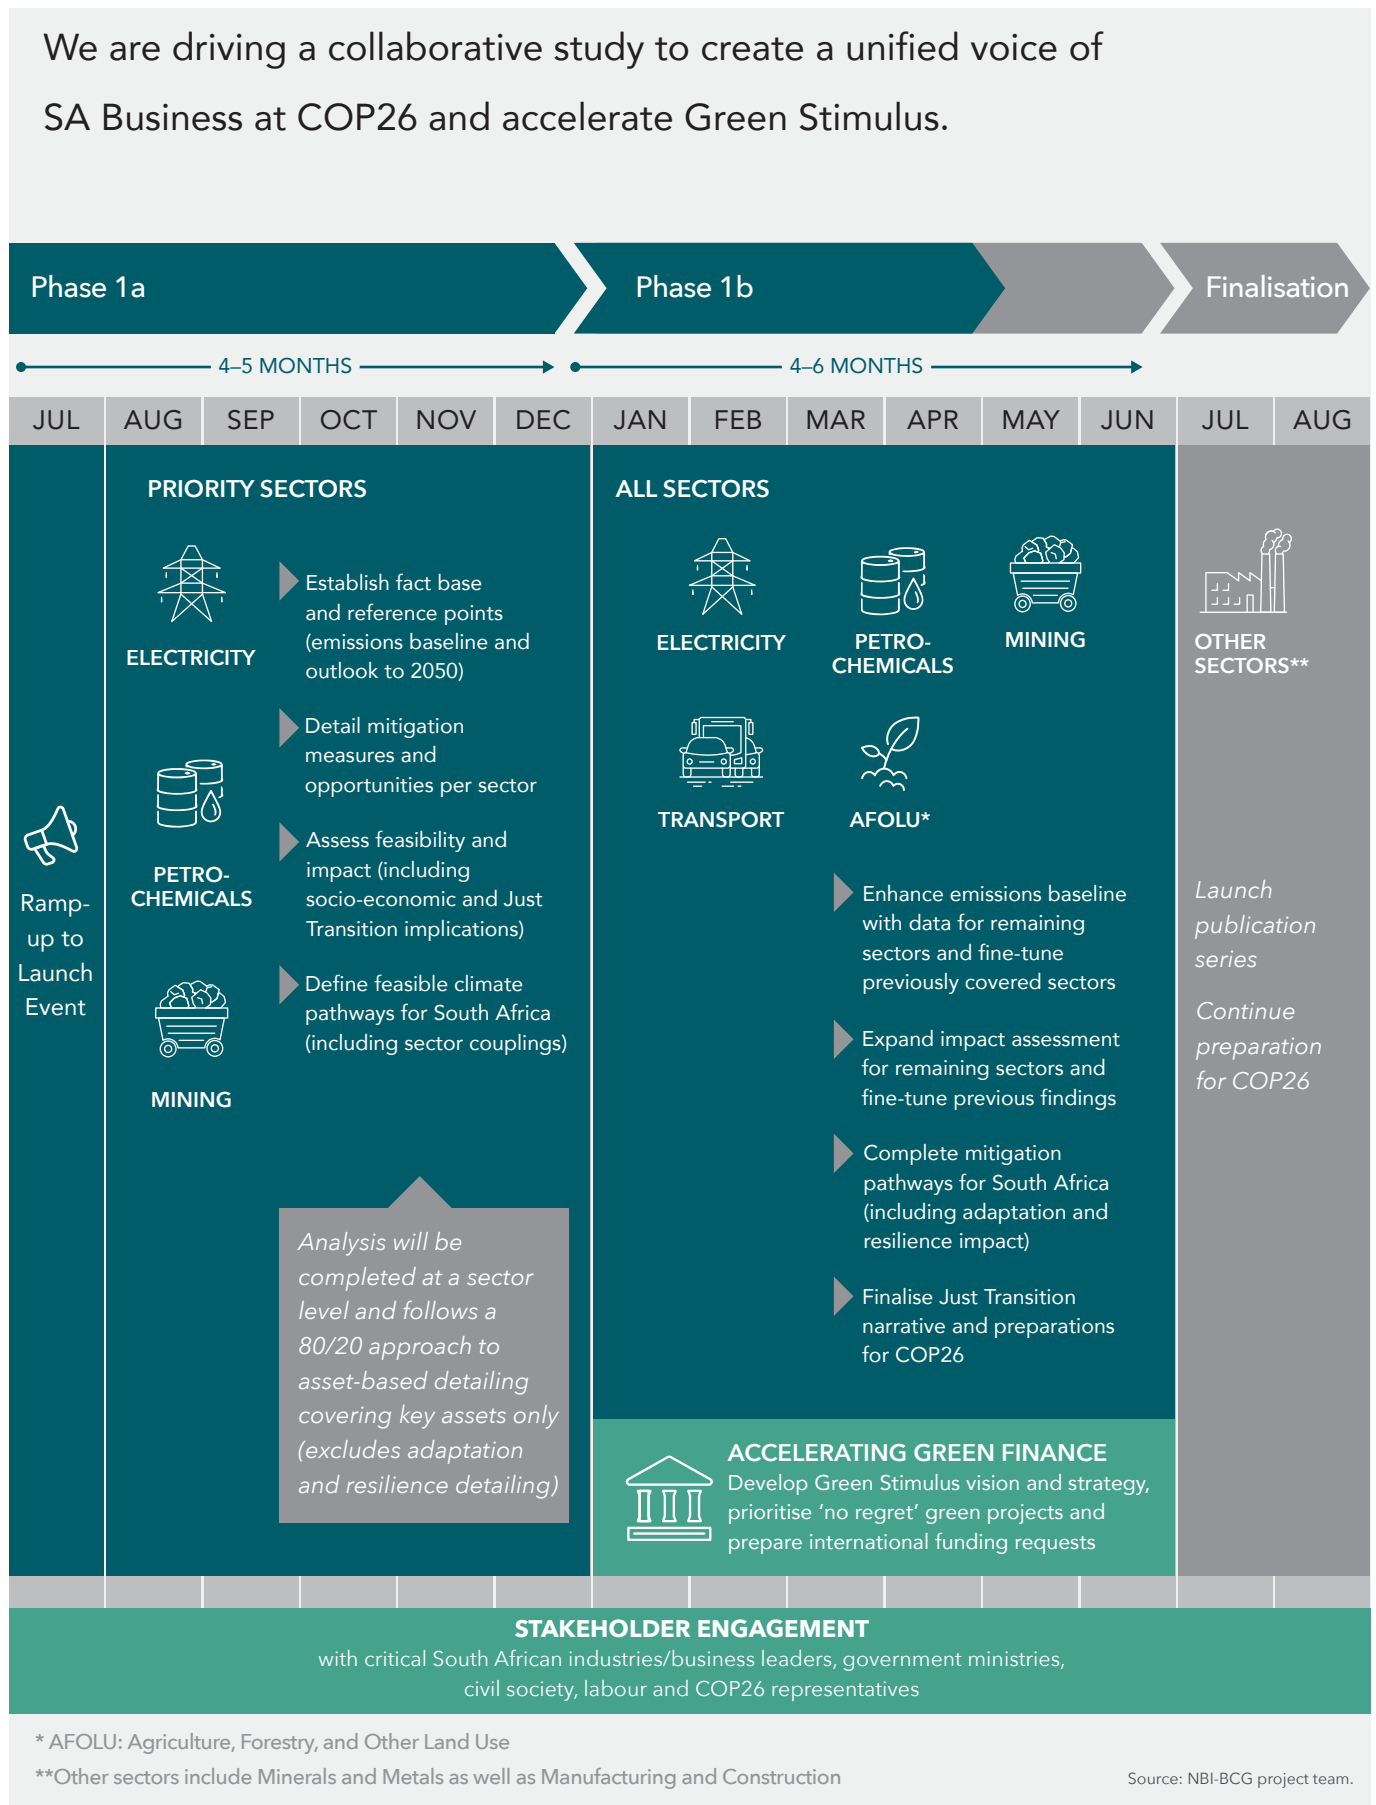 We are driving a collaborative study to create a unified voice of
SA Business at COP26 and accelerate Green Stimulus.
Phase 1a
Phase 1b
Finalisation
4–5 MONTHS
4–6 MONTHS
JUL
AUG
SEP
OCT
NOV
DEC
JAN
FEB
MAR
APR
MAY
JUN
JUL
AUG
Ramp-
up to
Launch
Event
PRIORITY SECTORS
ELECTRICITY
PETRO-
CHEMICALS
MINING
Establish fact base
and reference points
(emissions baseline and
outlook to 2050)
Detail mitigation
measures and
opportunities per sector
Assess feasibility and
impact (including
socio-economic and Just
Transition implications)
Define feasible climate
pathways for South Africa
(including sector couplings)
Analysis will be
completed at a sector
level and follows a
80/20 approach to
asset-based detailing
covering key assets only
(excludes adaptation
and resilience detailing)
ALL SECTORS
ELECTRICITY
PETRO-
CHEMICALS
MINING
TRANSPORT
AFOLU*
Enhance emissions baseline
with data for remaining
sectors and fine-tune
previously covered sectors
Expand impact assessment
for remaining sectors and
fine-tune previous findings
Complete mitigation
pathways for South Africa
(including adaptation and
resilience impact)
Finalise Just Transition
narrative and preparations
for COP26
ACCELERATING GREEN FINANCE
Develop Green Stimulus vision and strategy,
prioritise ‘no regret’ green projects and
prepare international funding requests
OTHER
SECTORS**
Launch
publication
series
Continue
preparation
for COP26
STAKEHOLDER ENGAGEMENT
with critical South African industries/business leaders, government ministries,
civil society, labour and COP26 representatives
* AFOLU: Agriculture, Forestry, and Other Land Use
**Other sectors include Minerals and Metals as well as Manufacturing and Construction
Source: NBI-BCG project team.